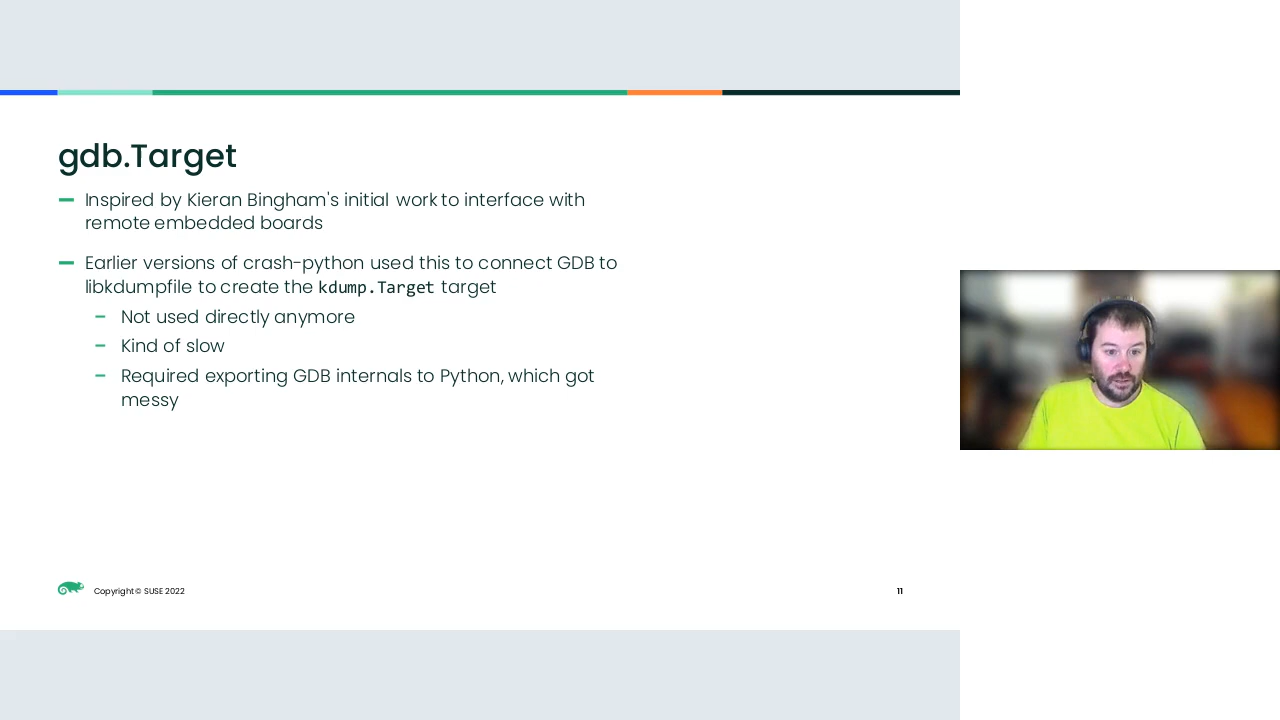 gdb.Target
Inspired by Kieran Bingham's initial work to interface with
remote embedded boards
Earlier versions of crash-python used this to connect GDB to
libkdumpfile to create the kdump.Target target
Not used directly anymore
Kind of slow
Required exporting GDB internals to Python, which got
messy
Copyright © SUSE 2022
11